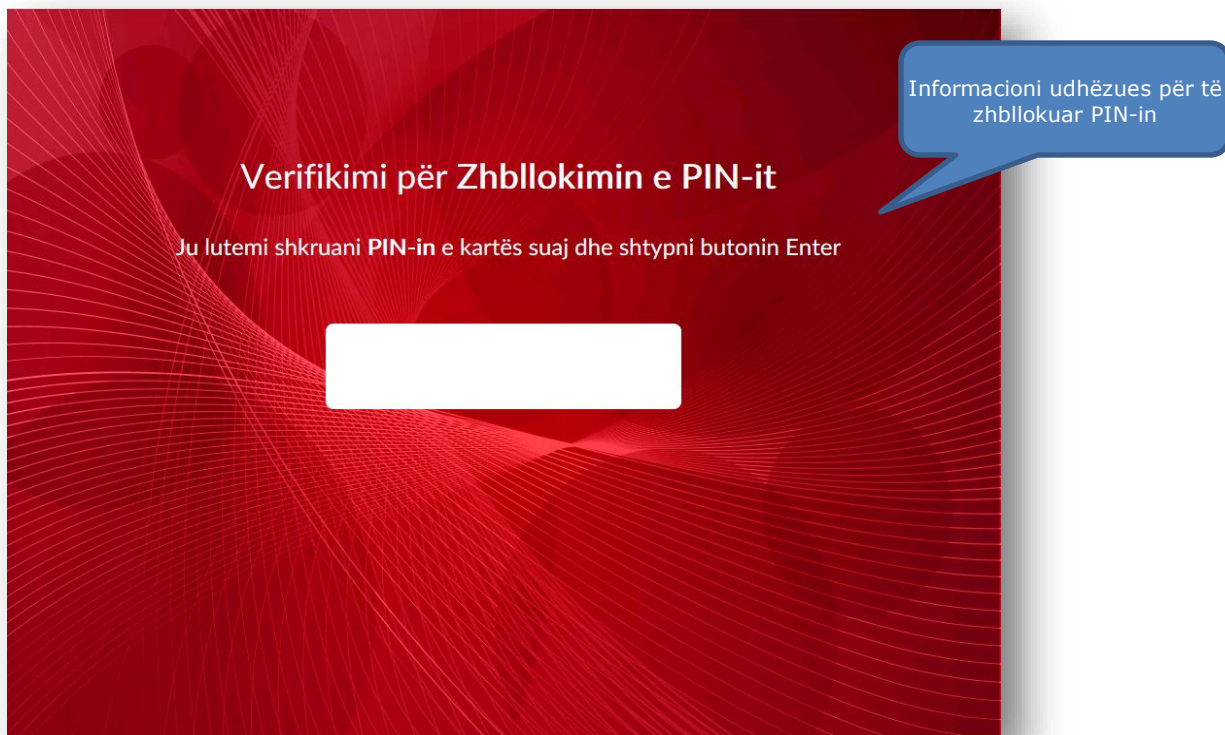 Informacioni udhëzues për të
zhbllokuar PIN-in
Verifikimi për Zhbllokimin e PIN-it
Ju lutemi shkruani PIN-in e kartës suaj dhe shtypni butonin Enter